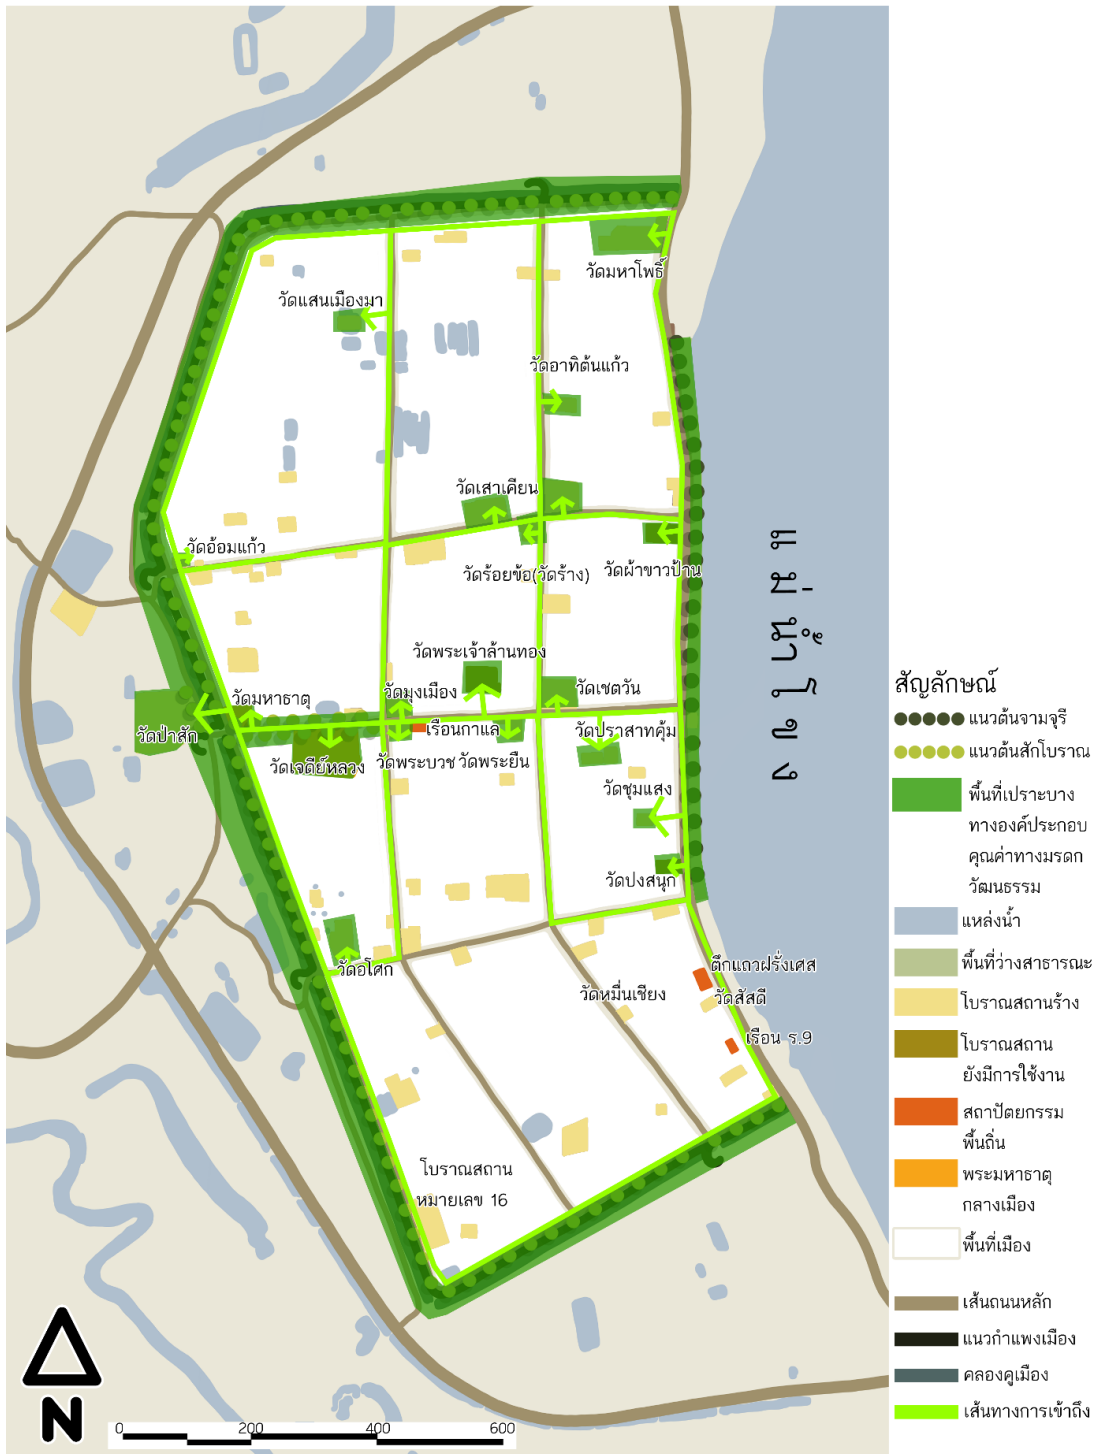 วัดมหาโพธิ์
วัดแสนเมืองมา
วัดอาทิต้นแก้ว
วัดเสาเคียน
วัดอ้อมแก้ว
วัดร้อยข้อ(วัดร้าง)
วัดผ้าขาวป้าน
แม่น้ำโขง
วัดพระเจ้าล้านทอง
วัดมหาธาตุ
วัดมุงเมือง
วัดเชตวัน
วัดป่าสัก
เรือนกาแล
วัดปราสาทคุ้ม
วัดเจดีย์หลวง
วัดพระบวช
วัดพระยืน
วัดชุมแสง
วัดปงสนุก
วัดอโศก
ตึกแถวฝรั่งเศส
วัดหมื่นเชียง
วัดสัสดี
เรือน ร.9
โบราณสถาน
หมายเลข 16
N
0 200 400 600
สัญลักษณ์
แนวต้นจามจุรี
แนวต้นสักโบราณ
พื้นที่เปราะบาง
ทางองค์ประกอบ
คุณค่าทางมรดก
วัฒนธรรม
แหล่งน้ำ
พื้นที่ว่างสาธารณะ
โบราณสถานร้าง
โบราณสถาน
ยังมีการใช้งาน
สถาปัตยกรรม
พื้นถิ่น
พระมหาธาตุ
กลางเมือง
พื้นที่เมือง
เส้นถนนหลัก
แนวกำแพงเมือง
คลองคูเมือง
เส้นทางการเข้าถึง